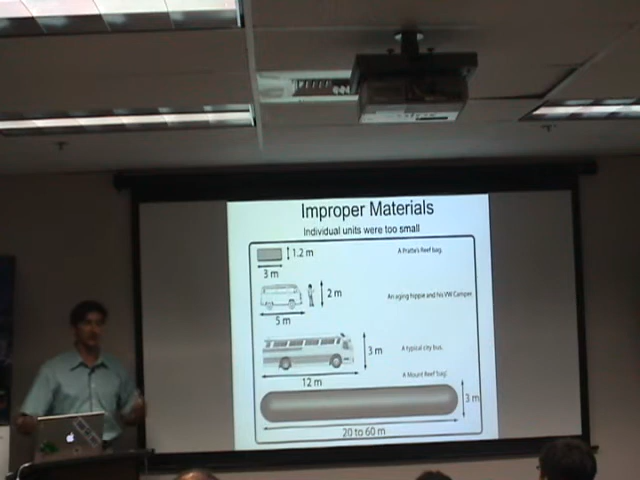 Improper Materials
Individual units were too small
1.2 m
A Pratte's Reef bag.
3 m
2 m
An aging hippie and his VW Camper
5 m
3 m
A typical city bus.
12 m
A Mount Reef bag!
3 m
20 to 60 m